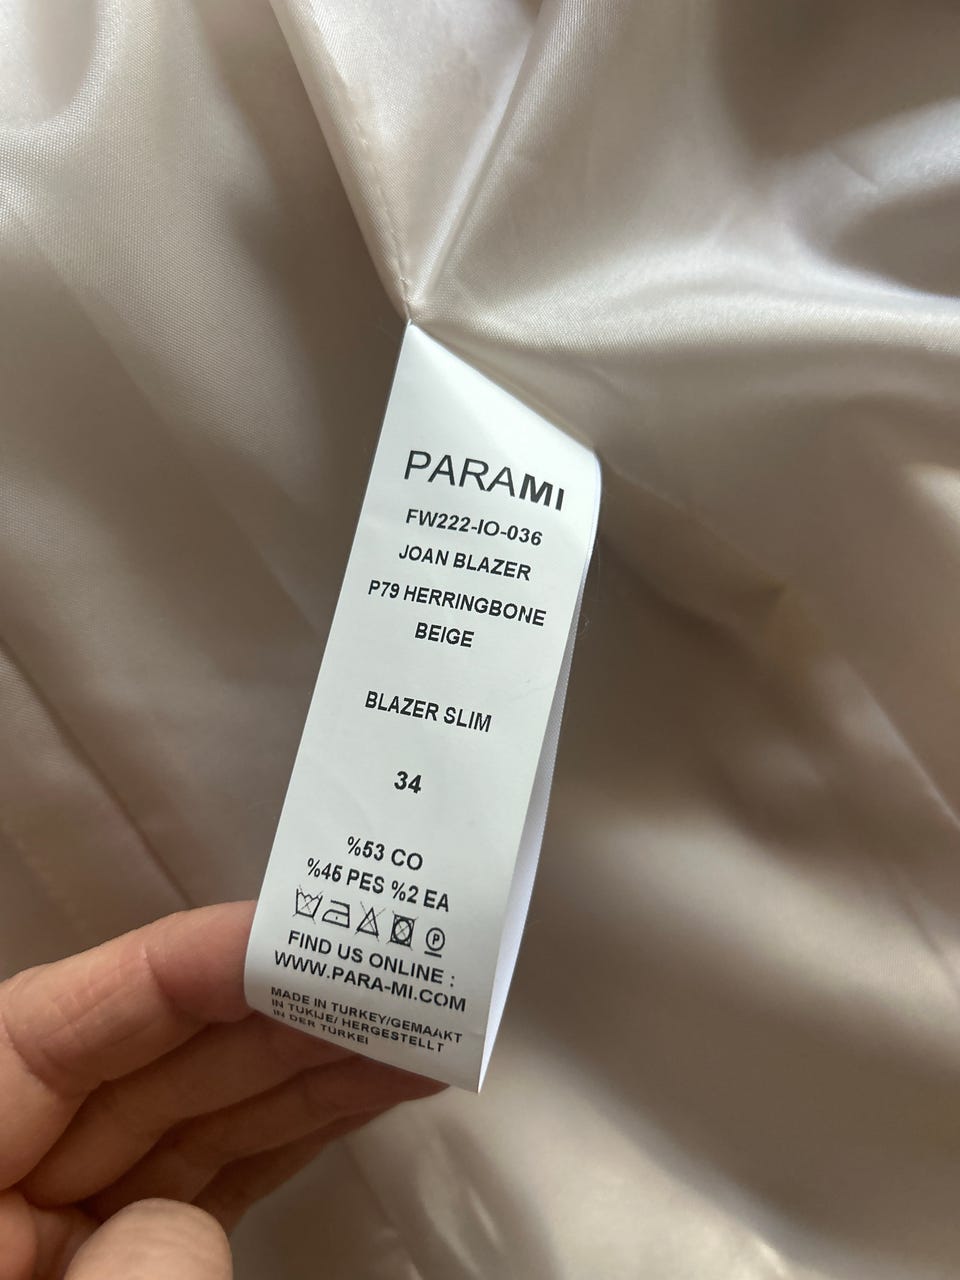 PARAMI
FW222-IO-036
JOAN BLAZER
P79 HERRINGBONE
BEIGE
BLAZER SLIM
34
%53 CO
%45 PES %2 EA
P
FIND US ONLINE :
WWW.PARA-MI.COM
MADE IN TURKEY/GEMAAKT
IN TUKIJE/ HERGESTELLT
IN DER TÜRKEI